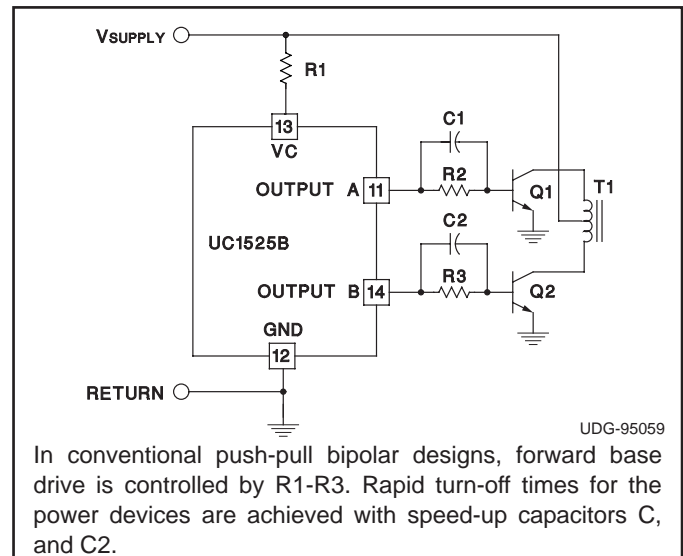 VSUPPLY
R1
13
VC
C1
R2
OUTPUT A 11
Q1
T1
UC1525B
C2
R3
OUTPUT B 14
Q2
GND
12
RETURN
UDG-95059
In conventional push-pull bipolar designs, forward base
drive is controlled by R1-R3. Rapid turn-off times for the
power devices are achieved with speed-up capacitors C,
and C2.